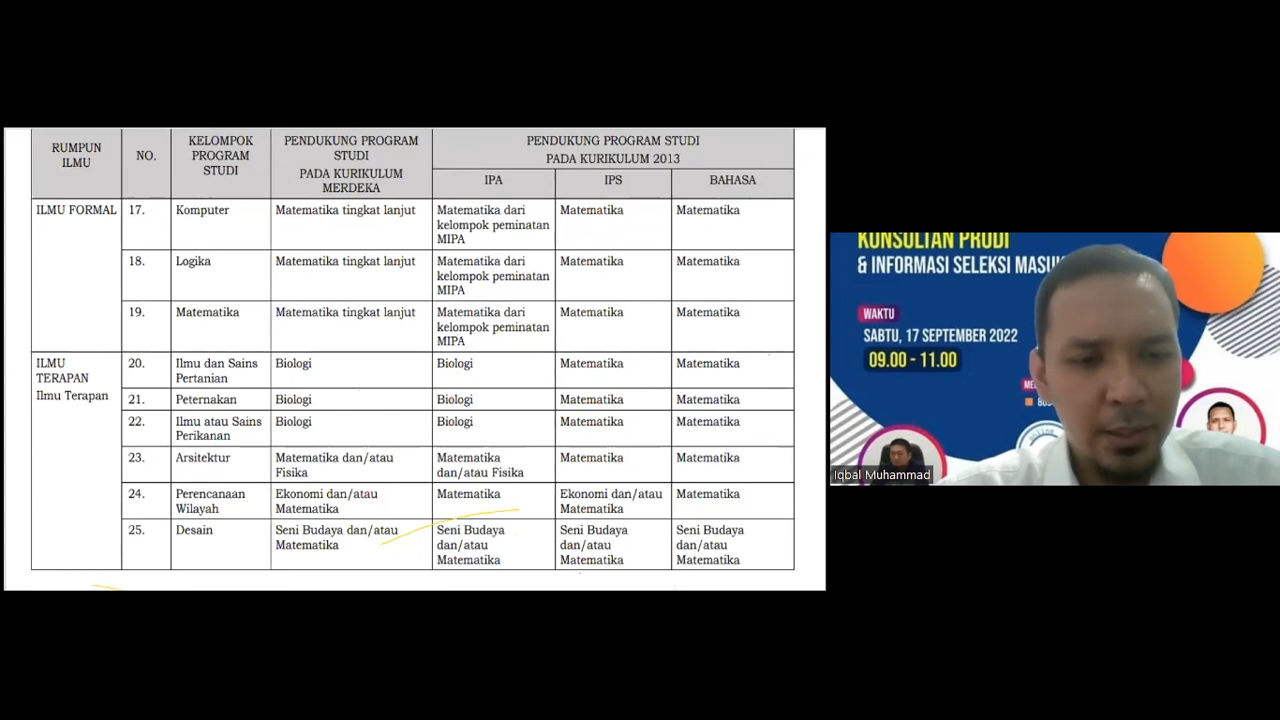 RUMPUN
ILMU
NO.
KELOMPOK
PROGRAM
STUDI
PENDUKUNG PROGRAM
STUDI
PADA KURIKULUM
MERDEKA
PENDUKUNG PROGRAM STUDI
PADA KURIKULUM 2013
IPA
IPS
BAHASA
ILMU FORMAL
17.
Komputer
Matematika tingkat lanjut
Matematika dari
kelompok peminatan
MIPA
Matematika
Matematika
18.
Logika
Matematika tingkat lanjut
Matematika dari
kelompok peminatan
MIPA
Matematika
Matematika
19.
Matematika
Matematika tingkat lanjut
Matematika dari
kelompok peminatan
MIPA
Matematika
Matematika
ILMU
TERAPAN
Ilmu Terapan
20.
Ilmu dan Sains
Pertanian
Biologi
Biologi
Matematika
Matematika
21.
Peternakan
Biologi
Biologi
Matematika
Matematika
22.
Ilmu atau Sains
Perikanan
Biologi
Biologi
Matematika
Matematika
23.
Arsitektur
Matematika dan/atau
Fisika
Matematika
dan/atau Fisika
Matematika
Matematika
24.
Perencanaan
Wilayah
Ekonomi dan/atau
Matematika
Matematika
Ekonomi dan/atau
Matematika
Matematika
25.
Desain
Seni Budaya dan/atau
Matematika
Seni Budaya
dan/atau
Matematika
Seni Budaya
dan/atau
Matematika
Seni Budaya
dan/atau
Matematika
KONSULTAN PRODI
& INFORMASI SELEKSI
WAKTU
SABTU, 17 SEPTEMBER 2022
09.00 - 11.00
Iqbal Muhammad